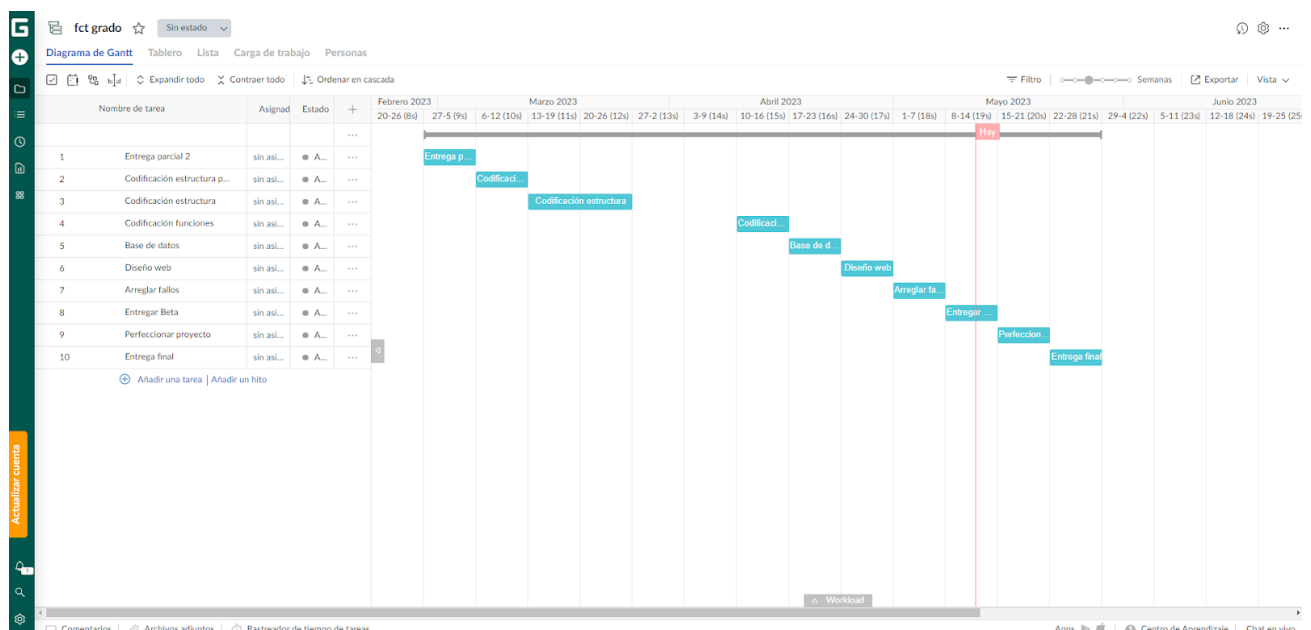 fct grado Sin estado
Diagrama de Gantt Tablero Lista Carga de trabajo Personas
Expandir todo Contraer todo Ordenar en cascada Filtro Semanas Exportar Vista
Nombre de tarea Asignad Estado
Febrero 2023 Marzo 2023 Abril 2023 Mayo 2023 Junio 2023
20-26 (8s) 27-5 (9s) 6-12 (10s) 13-19 (11s) 20-26 (12s) 27-2 (13s) 3-9 (14s) 10-16 (15s) 17-23 (16s) 24-30 (17s) 1-7 (18s) 8-14 (19s) 15-21 (20s) 22-28 (21s) 29-4 (22s) 5-11 (23s) 12-18 (24s) 19-25 (25s
Hoy
1 Entrega parcial 2 sin asi... A... Entrega p...
2 Codificación estructura p... sin asi... A... Codificaci...
3 Codificación estructura sin asi... A... Codificación estructura
4 Codificación funciones sin asi... A... Codificaci...
5 Base de datos sin asi... A... Base de d...
6 Diseño web sin asi... A... Diseño web
7 Arreglar fallos sin asi... A... Arreglar fa...
8 Entregar Beta sin asi... A... Entregar ...
9 Perfeccionar proyecto sin asi... A... Perfeccion...
10 Entrega final sin asi... A... Entrega final
Añadir una tarea | Añadir un hito
Actualizar cuenta
Workload
Comentarios Archivos adjuntos Rastreador de tiempo de tareas Apps Centro de Aprendizaje Chat en vivo